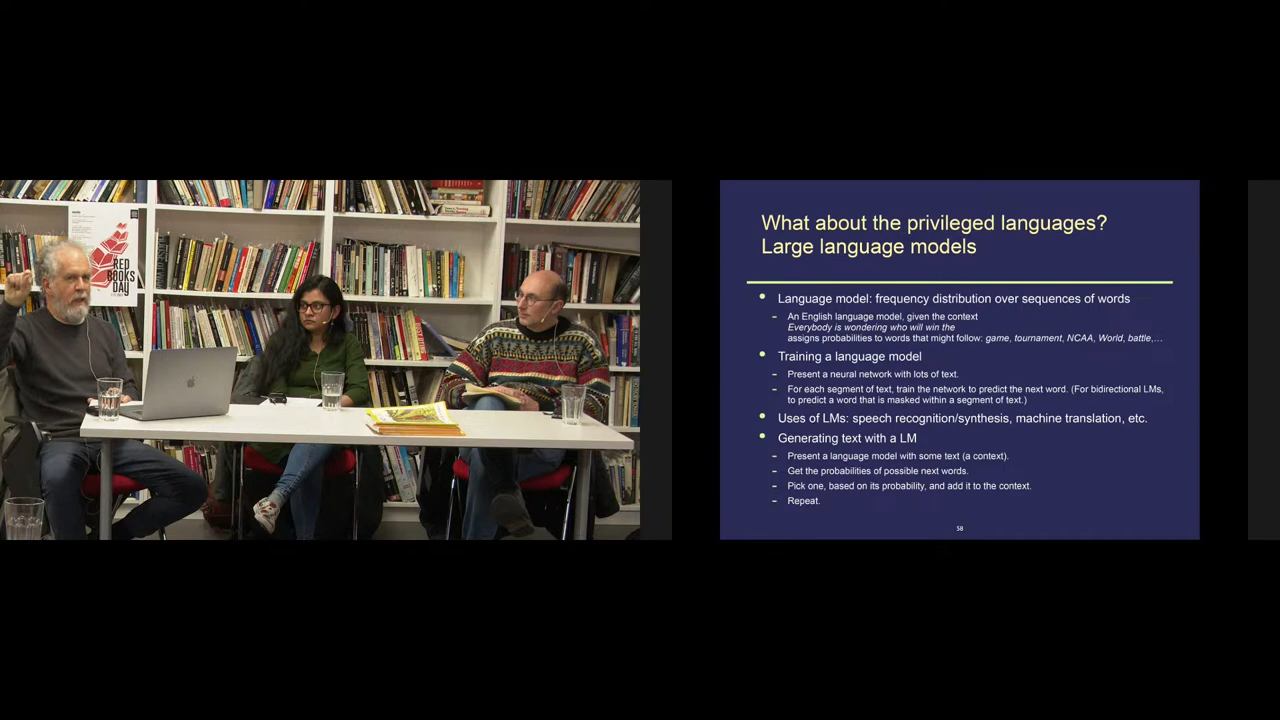 RED
BOOKS
DAY
What about the privileged languages?
Large language models
• Language model: frequency distribution over sequences of words
- An English language model, given the context
Everybody is wondering who will win the
assigns probabilities to words that might follow: game, tournament, NCAA, World, battle,…
• Training a language model
- Present a neural network with lots of text.
- For each segment of text, train the network to predict the next word. (For bidirectional LMs,
to predict a word that is masked within a segment of text.)
• Uses of LMs: speech recognition/synthesis, machine translation, etc.
• Generating text with a LM
- Present a language model with some text (a context).
- Get the probabilities of possible next words.
- Pick one, based on its probability, and add it to the context.
- Repeat.
58